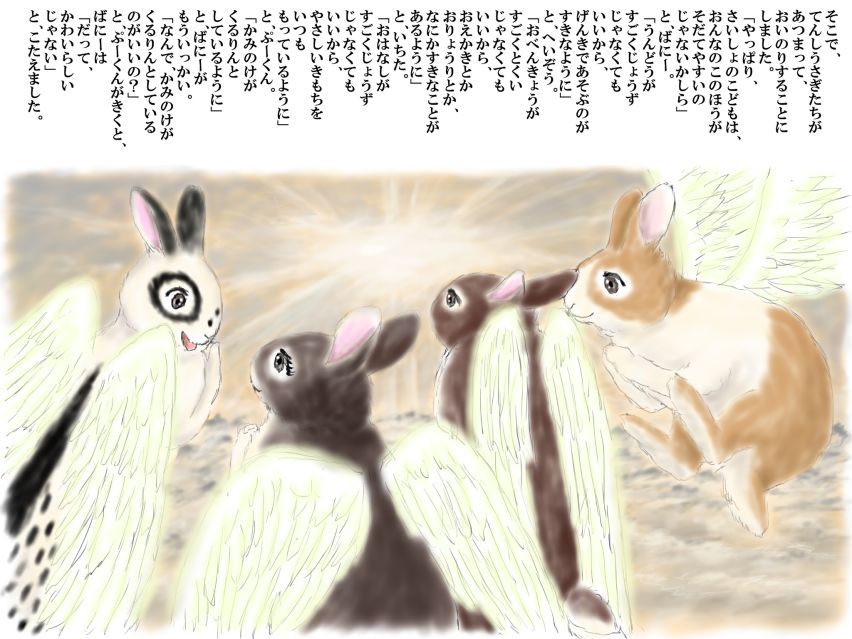 そこで、
てんしうさぎたちが
あつまって、
おいのりすることに
しました。
「やっぱり、
さいしょのこどもは、
おんなのこのほうが
そだてやすいの
じゃないかしら」
と、ばにー。
「うんどうが
すごくじょうず
じゃなくても
いいから、
げんきであそぶのが
すきなように」
と、へいぞう。
「おべんきょうが
すごくとくい
じゃなくても
いいから、
おえかきとか
おりょうりとか、
なにかすきなことが
あるように」
と、いちた。
「おはなしが
すごくじょうず
じゃなくても
いいから、
やさしいきもちを
いつも
もっているように」
と、ぷーくん。
「かみのけが
くるりんと
しているように」
と、ばにーが
もういっかい。
「なんで、かみのけが
くるりんとしている
のがいいの?」
と、ぷーくんがきくと、
ばにーは
「だって、
かわいらしい
じゃない」
と、こたえました。